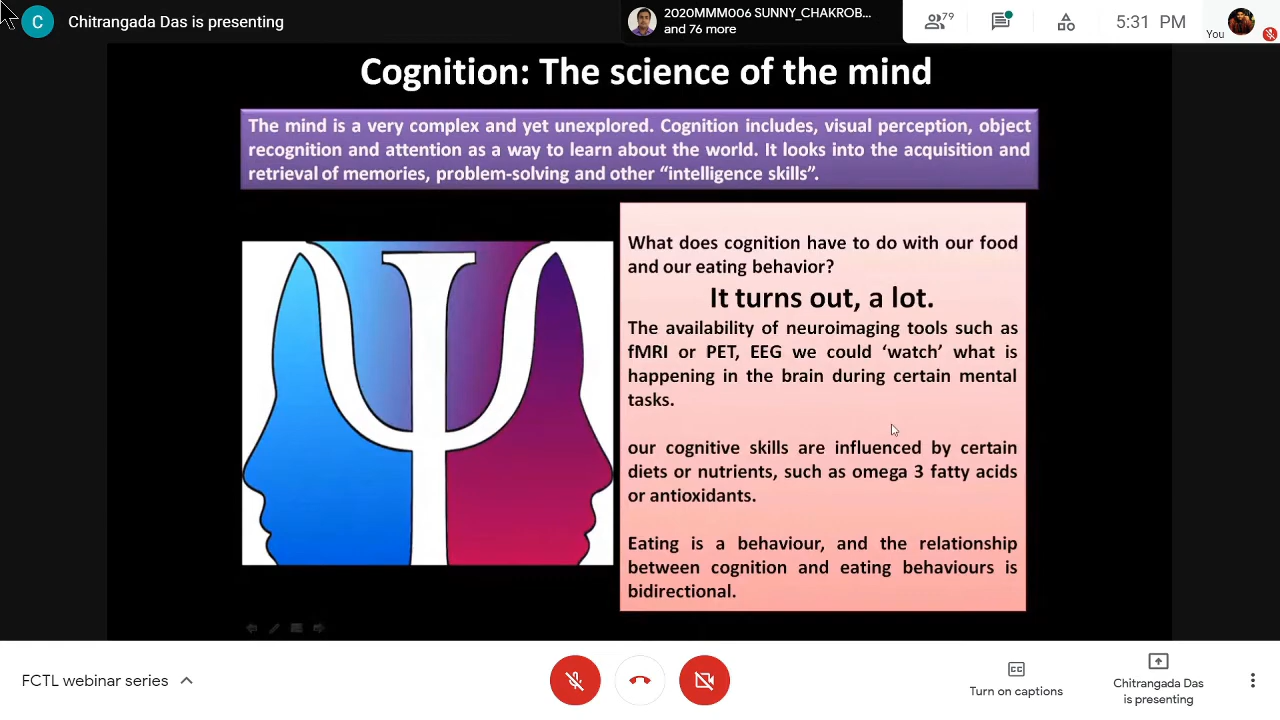 C
Chitrangada Das is presenting
2020MMM006 SUNNY_CHAKROB...
and 76 more
79
5:31 PM
You
Cognition: The science of the mind
The mind is a very complex and yet unexplored. Cognition includes, visual perception, object
recognition and attention as a way to learn about the world. It looks into the acquisition and
retrieval of memories, problem-solving and other “intelligence skills”.
What does cognition have to do with our food
and our eating behavior?
It turns out, a lot.
The availability of neuroimaging tools such as
fMRI or PET, EEG we could ‘watch’ what is
happening in the brain during certain mental
tasks.
our cognitive skills are influenced by certain
diets or nutrients, such as omega 3 fatty acids
or antioxidants.
Eating is a behaviour, and the relationship
between cognition and eating behaviours is
bidirectional.
FCTL webinar series
Turn on captions
Chitrangada Das
is presenting